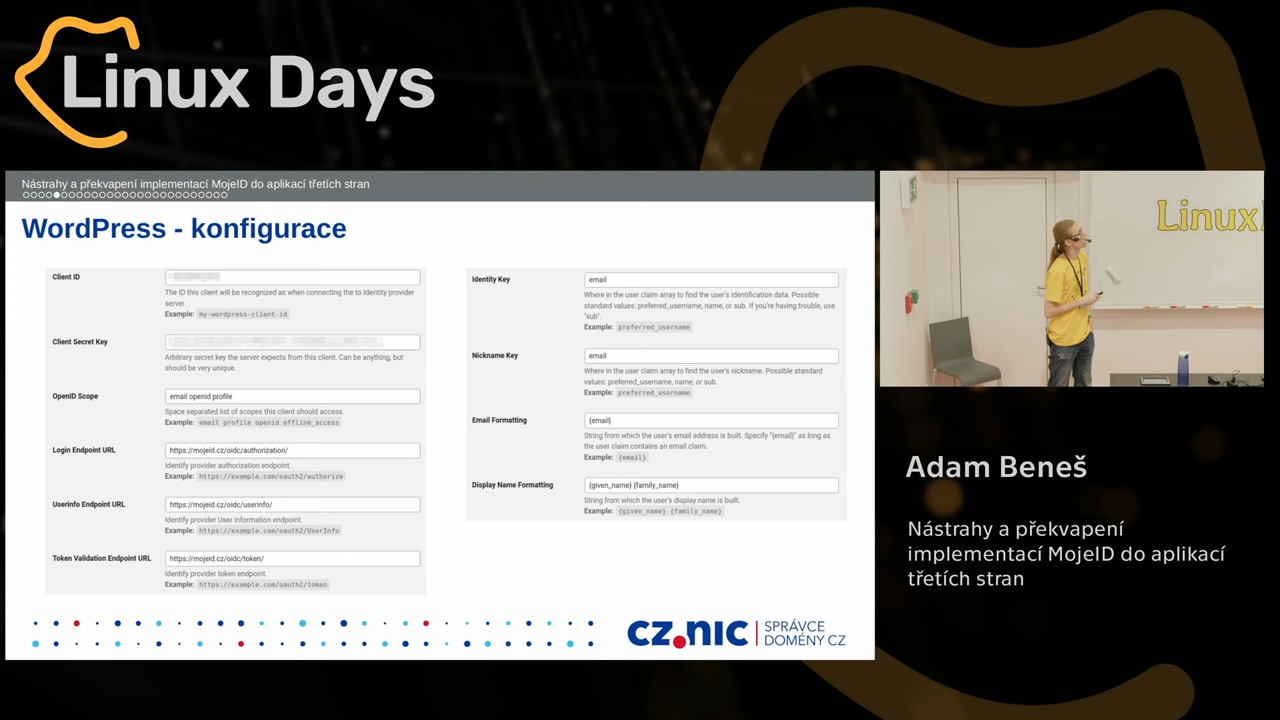 Linux Days
Nástrahy a překvapení implementací MojeID do aplikací třetích stran
WordPress - konfigurace
Client ID
The ID this client will be recognized as when connecting the to Identity provider
server.
Example: my-wordpress-client-id
Client Secret Key
Arbitrary secret key the server expects from this client. Can be anything, but
should be very unique.
OpenID Scope
email openid profile
Space separated list of scopes this client should access.
Example: email profile openid offline_access
Login Endpoint URL
https://mojeid.cz/oidc/authorization/
Identify provider authorization endpoint.
Example: https://example.com/oauth2/authorize
Userinfo Endpoint URL
https://mojeid.cz/oidc/userinfo/
Identify provider User information endpoint.
Example: https://example.com/oauth2/UserInfo
Token Validation Endpoint URL
https://mojeid.cz/oidc/token/
Identify provider token endpoint.
Example: https://example.com/oauth2/token
Identity Key
email
Where in the user claim array to find the user's identification data. Possible
standard values: preferred_username, name, or sub. If you're having trouble, use
"sub".
Example: preferred_username
Nickname Key
email
Where in the user claim array to find the user's nickname. Possible standard
values: preferred_username, name, or sub.
Example: preferred_username
Email Formatting
{email}
String from which the user's email address is built. Specify "{email}" as long as
the user claim contains an email claim.
Example: {email}
Display Name Formatting
{given_name} {family_name}
String from which the user's display name is built.
Example: {given_name} {family_name}
CZ.NIC
SPRÁVCE
DOMÉNY CZ
Linux
Adam Beneš
Nástrahy a překvapení
implementací MojeID do aplikací
třetích stran